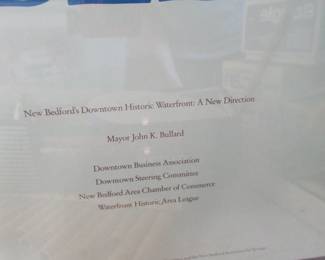 New Bedford's Downtown Historic Waterfront: A New Direction
Mayor John K. Bullard
Downtown Business Association
Downtown Steering Committee
New Bedford Area Chamber of Commerce
Waterfront Historic Area League